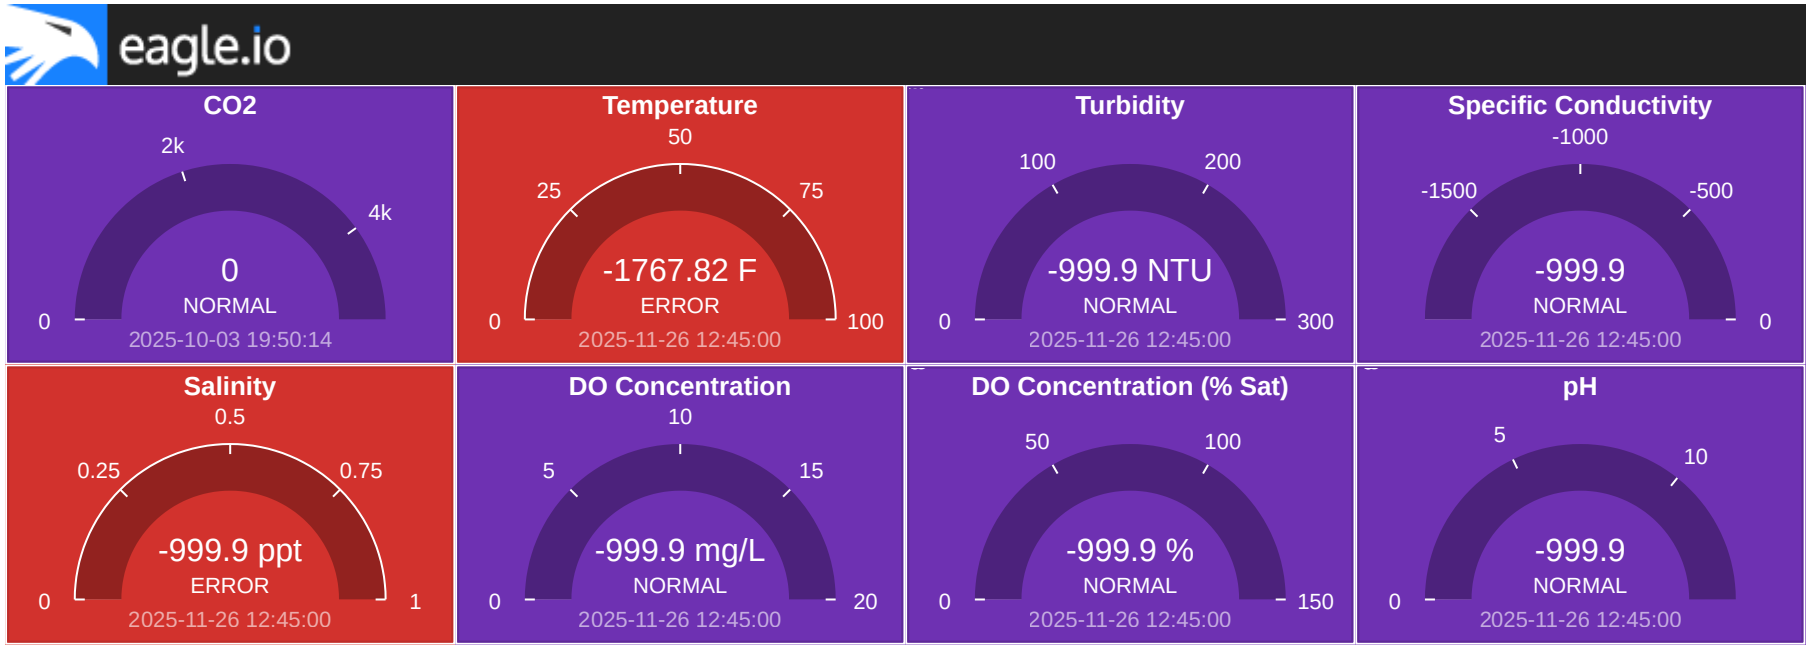 eagle.io
CO2
2k
4k
0
NORMAL
0
2025-10-03 19:50:14
Temperature
50
25
75
-1767.82 F
ERROR
0
100
2025-11-26 12:45:00
Turbidity
100
200
-999.9 NTU
NORMAL
0
300
2025-11-26 12:45:00
Specific Conductivity
-1000
-1500
-500
-999.9
NORMAL
0
2025-11-26 12:45:00
Salinity
0.5
0.25
0.75
-999.9 ppt
ERROR
0
1
2025-11-26 12:45:00
DO Concentration
10
5
15
-999.9 mg/L
NORMAL
0
20
2025-11-26 12:45:00
DO Concentration (% Sat)
50
100
-999.9 %
NORMAL
0
150
2025-11-26 12:45:00
pH
5
10
-999.9
NORMAL
0
2025-11-26 12:45:00